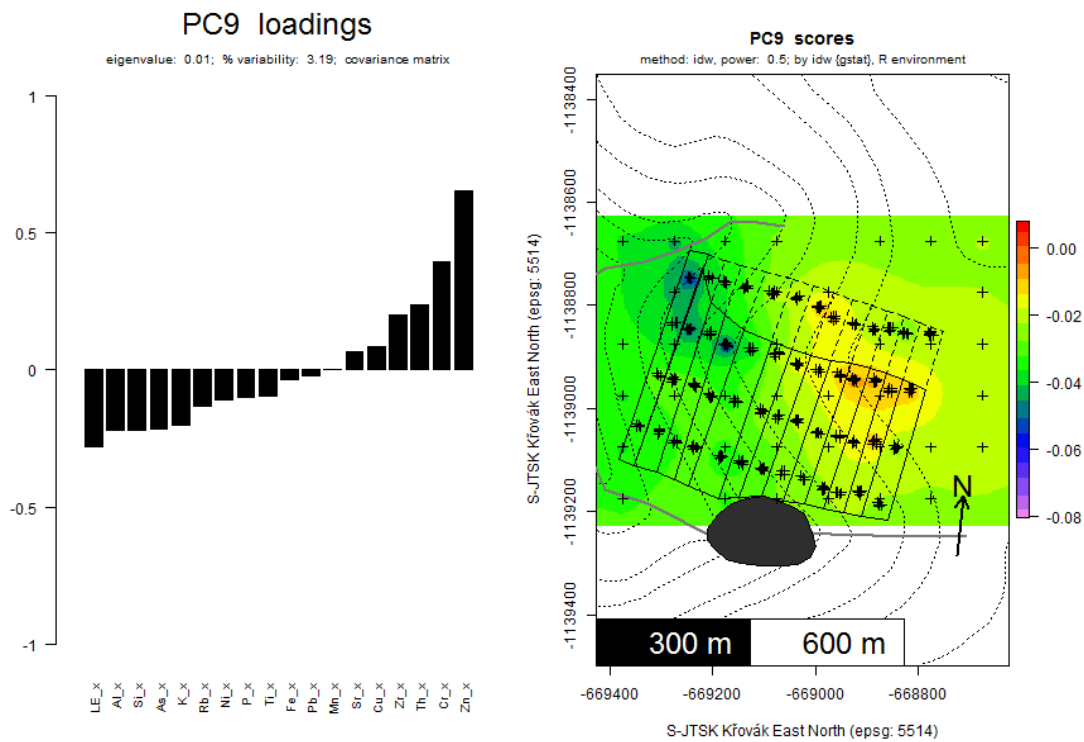 PC9 loadings
eigenvalue: 0.01; % variability: 3.19; covariance matrix
1
0.5
0
-0.5
-1
LE_x
Al_x
Si_x
As_x
K_x
Rb_x
Ni_x
P_x
Ti_x
Fe_x
Pb_x
Mn_x
Sr_x
Cu_x
Zr_x
Th_x
Cr_x
Zn_x
PC9 scores
method: idw, power: 0.5; by idw {gstat}, R environment
S-JTSK Křovák East North (epsg: 5514)
-1138400
-1138600
-1138800
-1139000
-1139200
-1139400
0.00
-0.02
-0.04
-0.06
-0.08
N
300 m
600 m
-669400
-669200
-669000
-668800
S-JTSK Křovák East North (epsg: 5514)